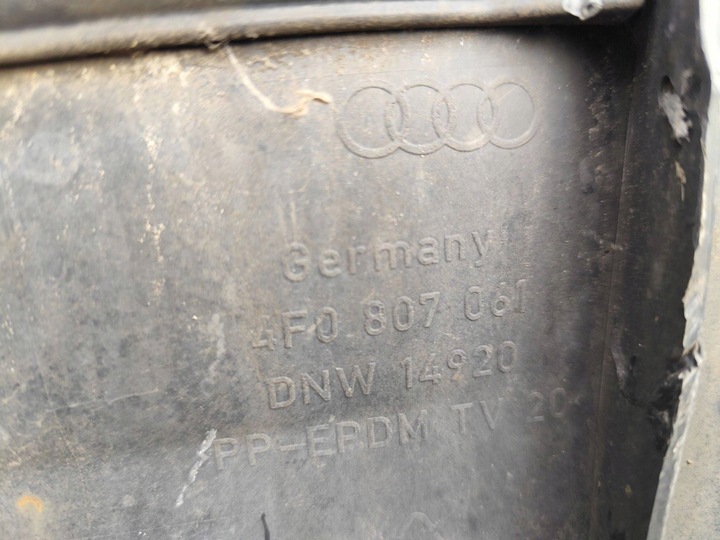 Germany
4F0 807 061
DNW 14920
PP-EPDM TV 20